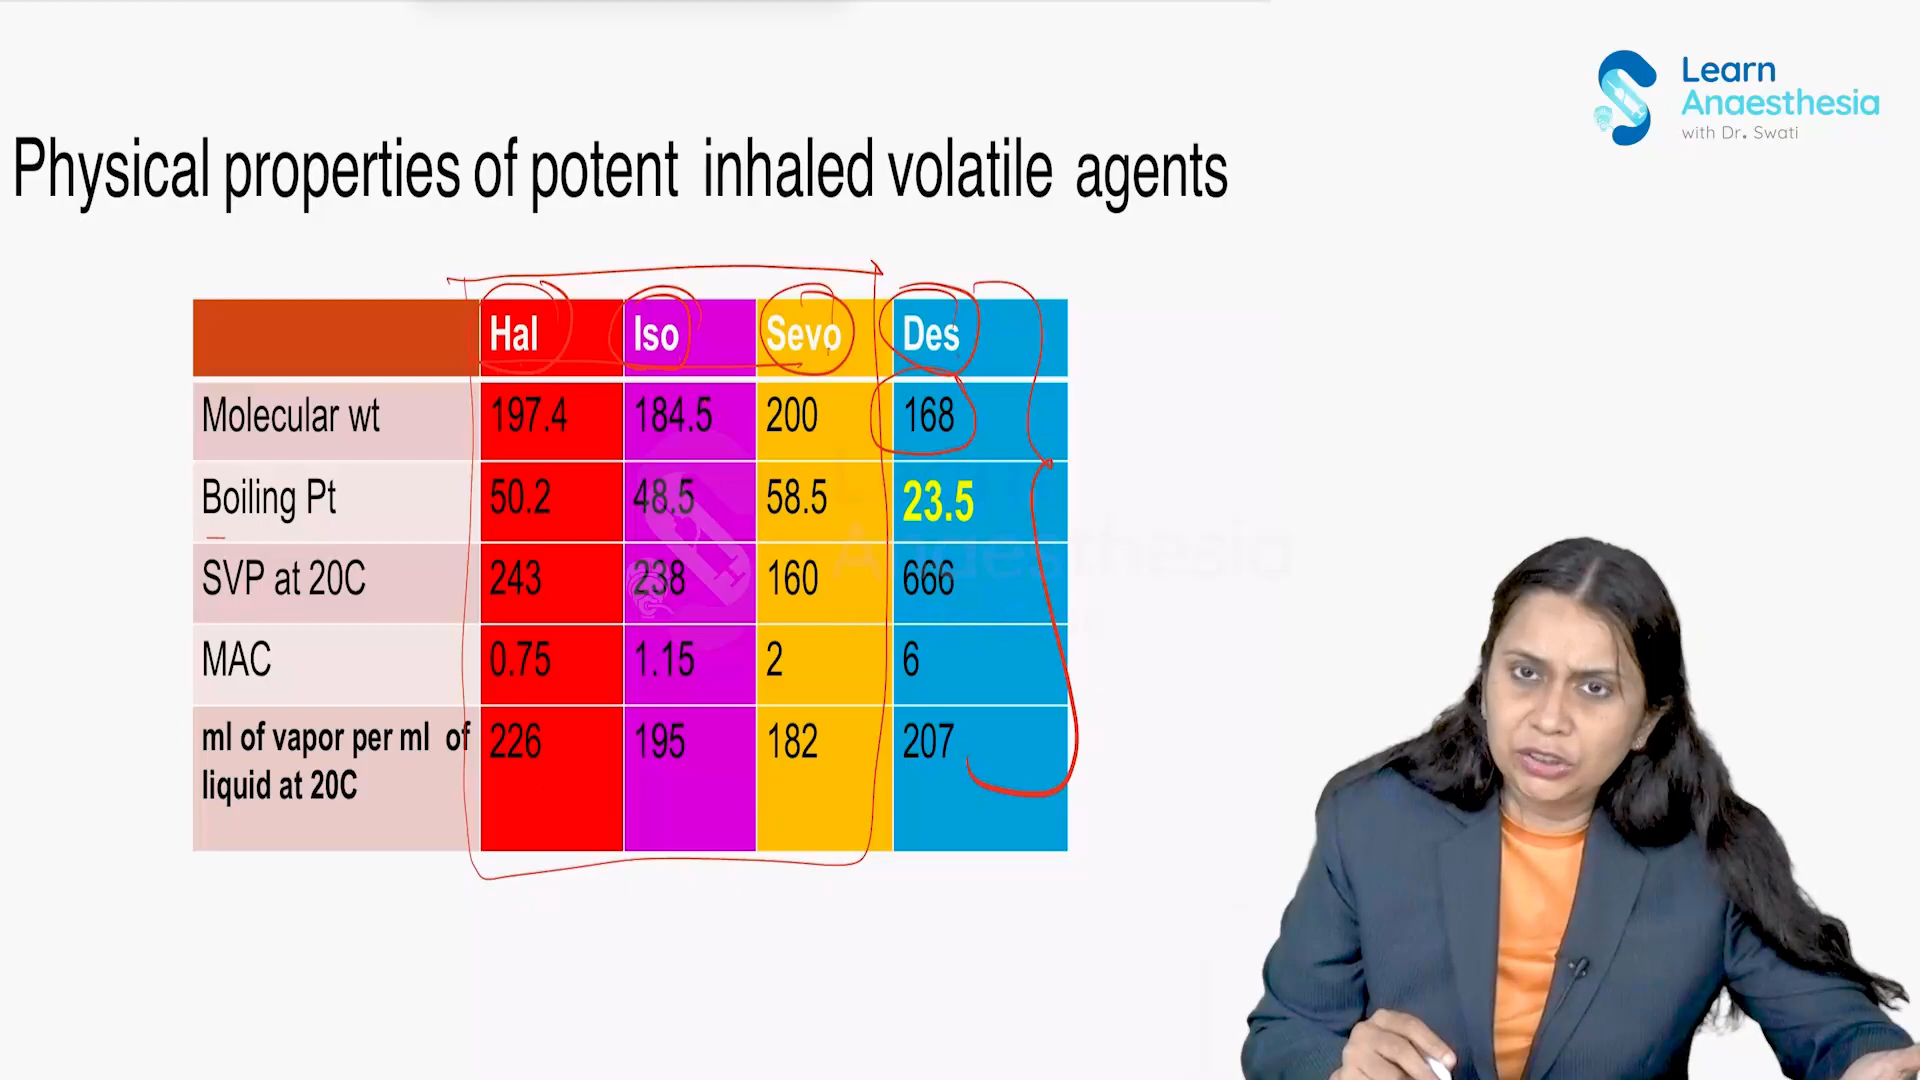 Learn
Anaesthesia
with Dr. Swati
Physical properties of potent inhaled volatile agents
Hal Iso Sevo Des
Molecular wt 197.4 184.5 200 168
Boiling Pt 50.2 48.5 58.5 23.5
SVP at 20C 243 238 160 666
MAC 0.75 1.15 2 6
ml of vapor per ml of 226 195 182 207
liquid at 20C
Anaesthesia